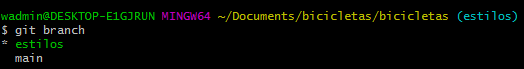 wadmin@DESKTOP-E1GJRUN MINGW64 ~/Documents/bicicletas/bicicletas (estilos)
$ git branch
* estilos
  main